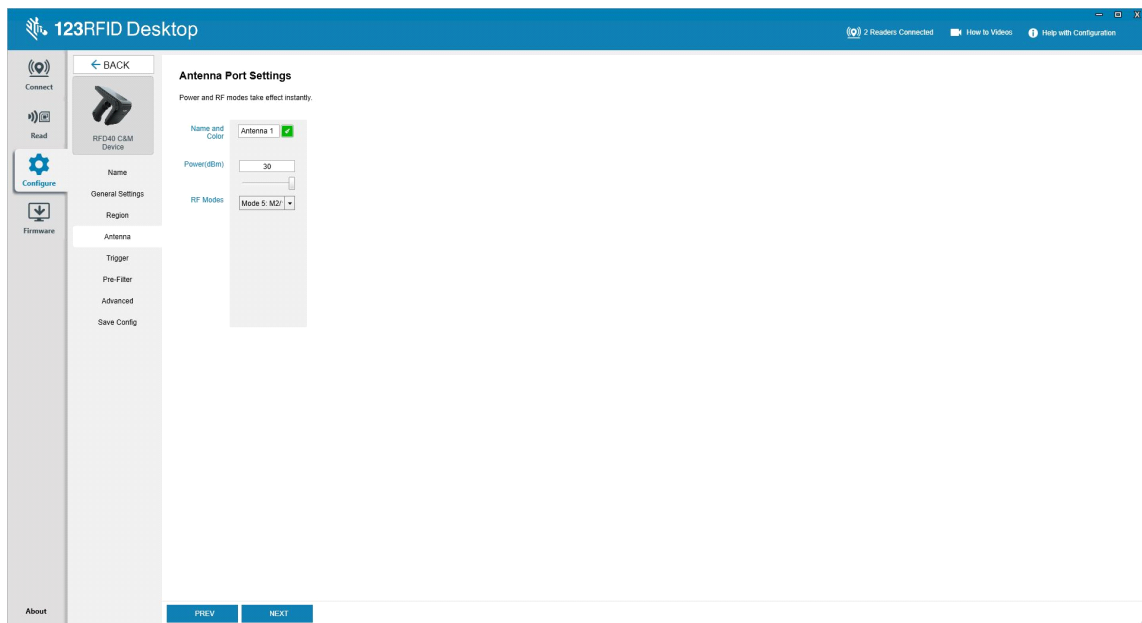 123RFID Desktop
2 Readers Connected
How to Videos
Help with Configuration
Connect
Read
Configure
Firmware
About
BACK
RFD40 C&M
Device
Name
General Settings
Region
Antenna
Trigger
Pre-Filter
Advanced
Save Config
Antenna Port Settings
Power and RF modes take effect instantly.
Name and
Color
Antenna 1
Power(dBm)
30
RF Modes
Mode 5: M2/
PREV
NEXT